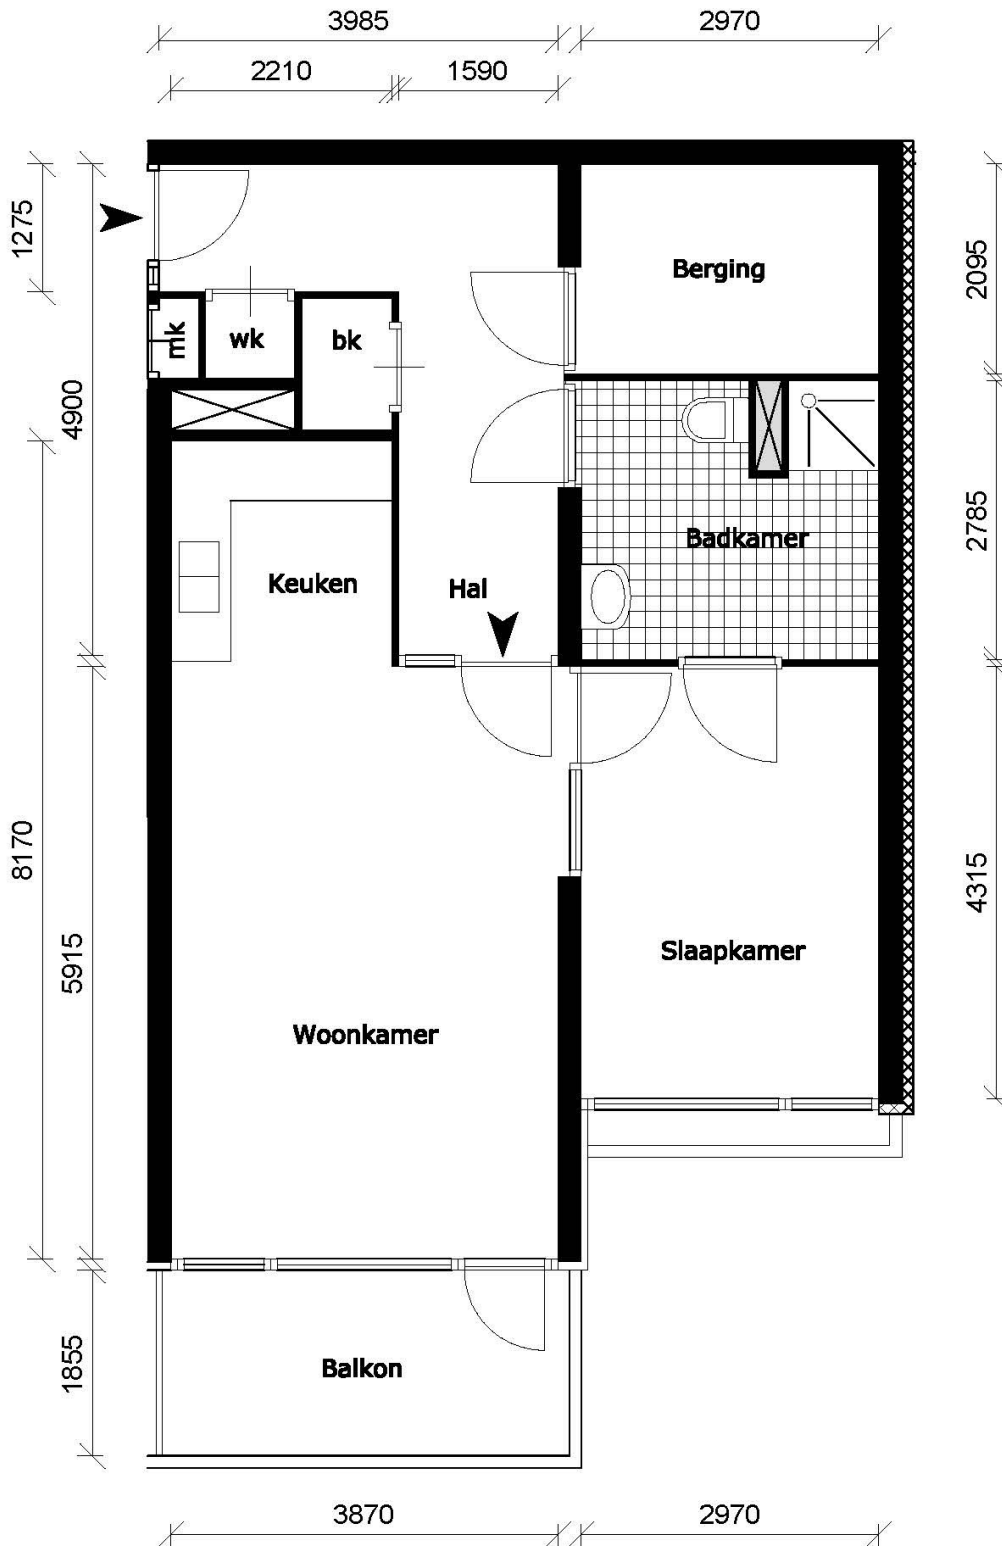 3985
2970
2210
1590
1275
2095
Berging
mk
wk
bk
4900
2785
Badkamer
Keuken
Hal
8170
4315
5915
Slaapkamer
Woonkamer
1855
Balkon
3870
2970